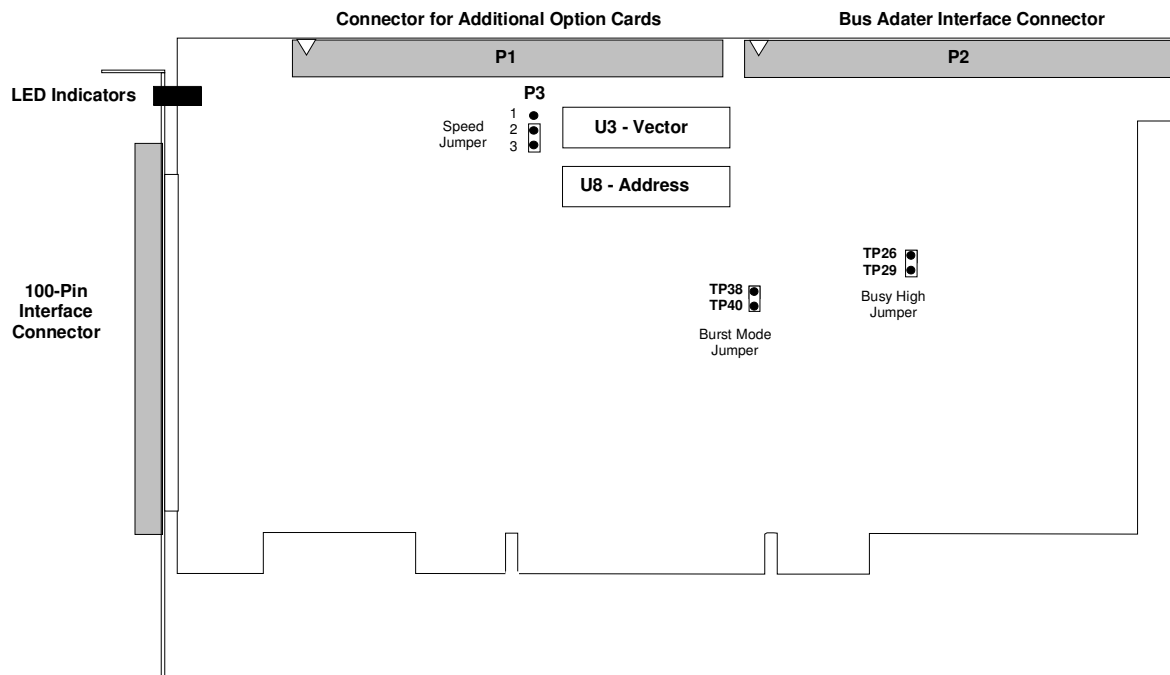 Connector for Additional Option Cards
Bus Adater Interface Connector
P1
P2
LED Indicators
P3
1
2
3
Speed
Jumper
U3 - Vector
U8 - Address
TP26
TP29
Busy High
Jumper
100-Pin
Interface
Connector
TP38
TP40
Burst Mode
Jumper